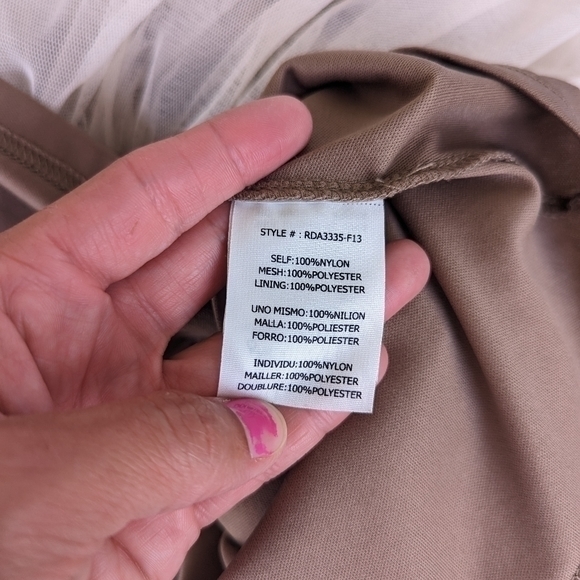 STYLE # : RDA3335-F13
SELF:100%NYLON
MESH:100%POLYESTER
LINING:100%POLYESTER
UNO MISMO:100%NILION
MALLA:100%POLIESTER
FORRO:100%POLIESTER
INDIVIDU:100%NYLON
MAILLER:100%POLYESTER
DOUBLURE:100%POLYESTER